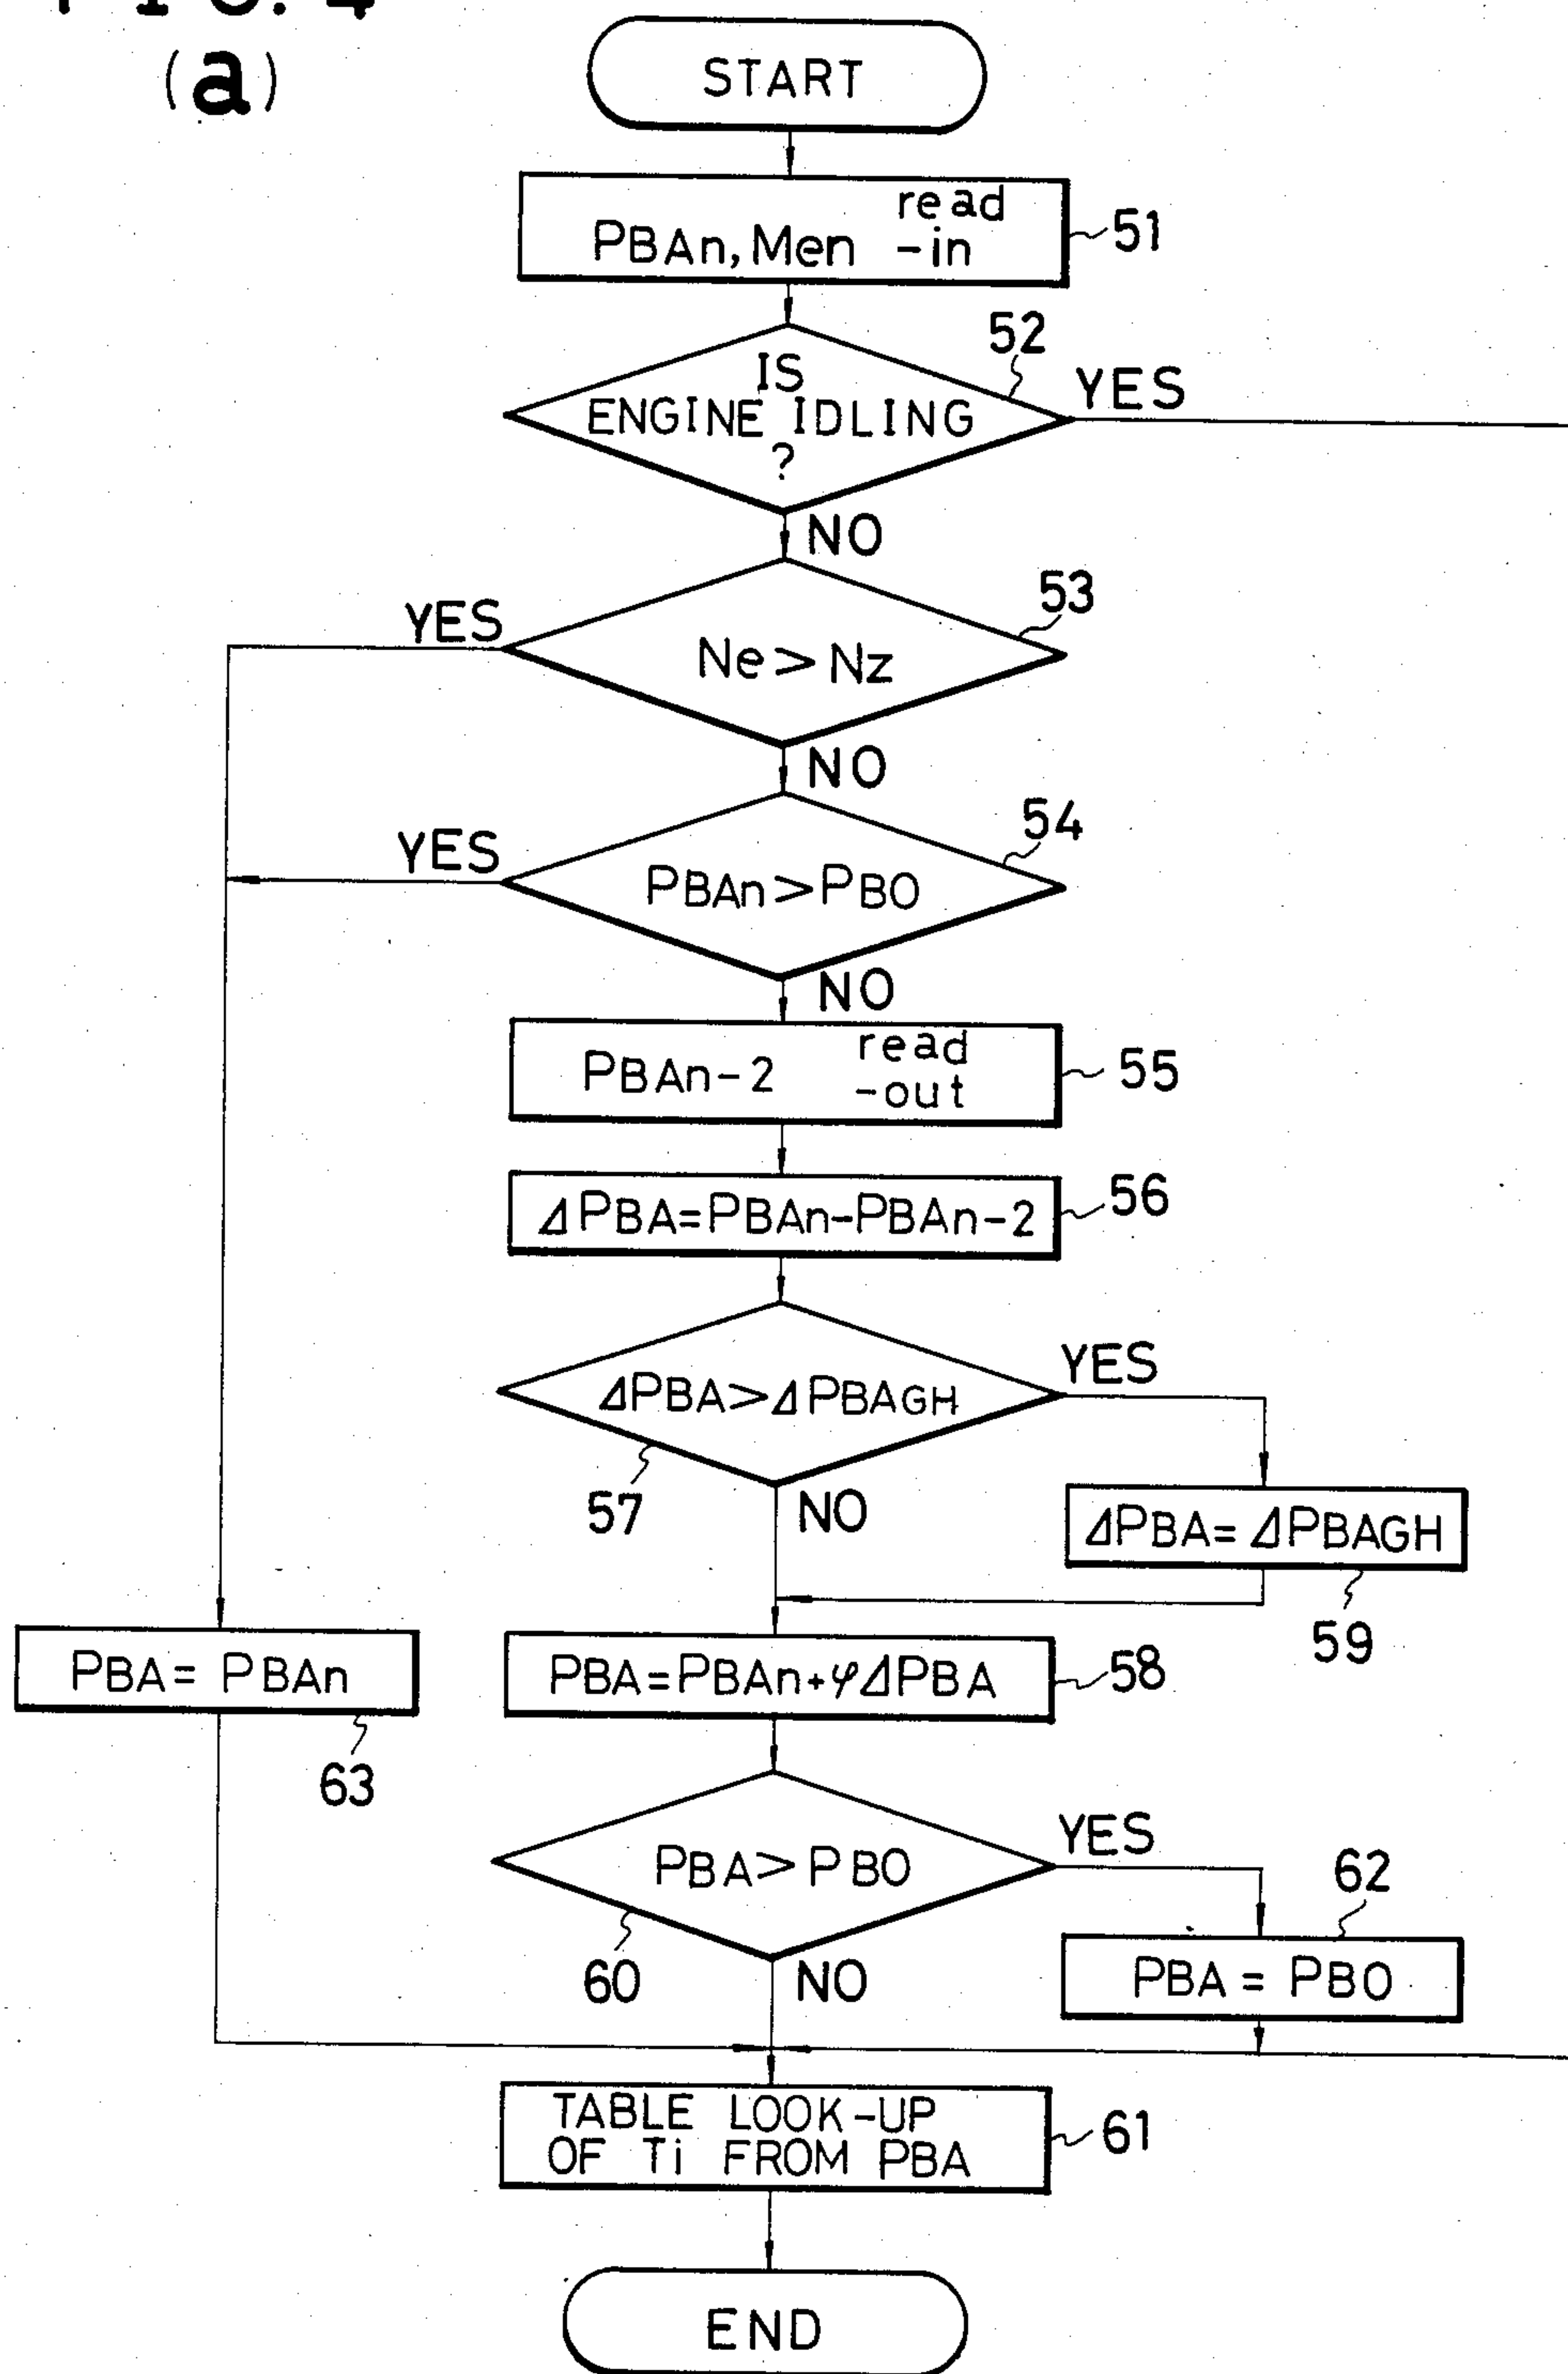 FIG. 4
(a)
START
PBAn, Men read
-in
51
52
IS
ENGINE IDLING
?
YES
NO
53
YES
Ne > Nz
NO
54
YES
PBAn > PBO
NO
PBAn-2 read
-out
55
ΔPBA=PBAn-PBAn-2
56
ΔPBA>ΔPBAGH
YES
57
NO
ΔPBA=ΔPBAGH
59
PBA= PBAn
63
PBA=PBAn+φΔPBA
58
PBA> PBO
YES
60
NO
62
PBA = PBO
TABLE LOOK-UP
OF Ti FROM PBA
61
END